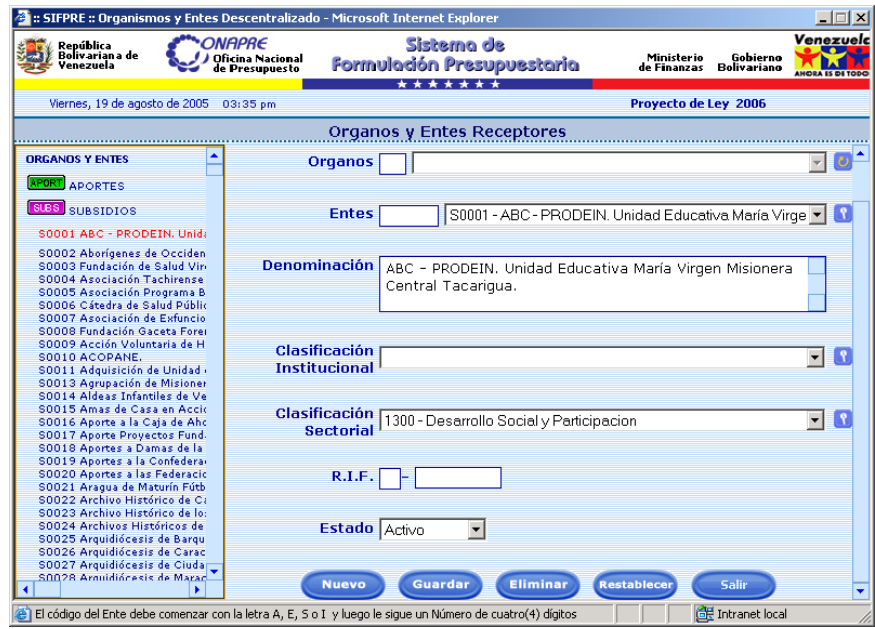 :: SIFPRE :: Organismos y Entes Descentralizado - Microsoft Internet Explorer
República
Bolivariana de
Venezuela
ONAPRE
Oficina Nacional
de Presupuesto
Sistema de
Formulación Presupuestaria
Ministerio
de Finanzas
Gobierno
Bolivariano
Venezuela
AHORA ES DE TODOS
Viernes, 19 de agosto de 2005 03:35 pm
Proyecto de Ley 2006
Organos y Entes Receptores
ORGANOS Y ENTES
APORT APORTES
SUBS SUBSIDIOS
S0001 ABC - PRODEIN. Unida
S0002 Aborígenes de Occiden
S0003 Fundación de Salud Vir
S0004 Asociación Tachirense
S0005 Asociación Programa B
S0006 Cátedra de Salud Públic
S0007 Asociación de Exfuncio
S0008 Fundación Gaceta Fore
S0009 Acción Voluntaria de H
S0010 ACOPANE.
S0011 Adquisición de Unidad
S0013 Agrupación de Misioner
S0014 Aldeas Infantiles de Ve
S0015 Amas de Casa en Acció
S0016 Aporte a la Caja de Aho
S0017 Aporte Proyectos Fund
S0018 Aportes a Damas de la
S0019 Aportes a la Confedera
S0020 Aportes a las Federacio
S0021 Aragua de Maturín Fútb
S0022 Archivo Histórico de Ca
S0023 Archivo Histórico de lo
S0024 Archivos Históricos de
S0025 Arquidiócesis de Barqu
S0026 Arquidiócesis de Carac
S0027 Arquidiócesis de Ciuda
S0028 Arquidiócesis de Marac
Organos
Entes S0001 - ABC - PRODEIN. Unidad Educativa María Virge
Denominación
ABC - PRODEIN. Unidad Educativa María Virgen Misionera
Central Tacarigua.
Clasificación
Institucional
Clasificación
Sectorial
1300 - Desarrollo Social y Participacion
R.I.F. -
Estado Activo
Nuevo Guardar Eliminar Restablecer Salir
El código del Ente debe comenzar con la letra A, E, S o I y luego le sigue un Número de cuatro(4) dígitos
Intranet local